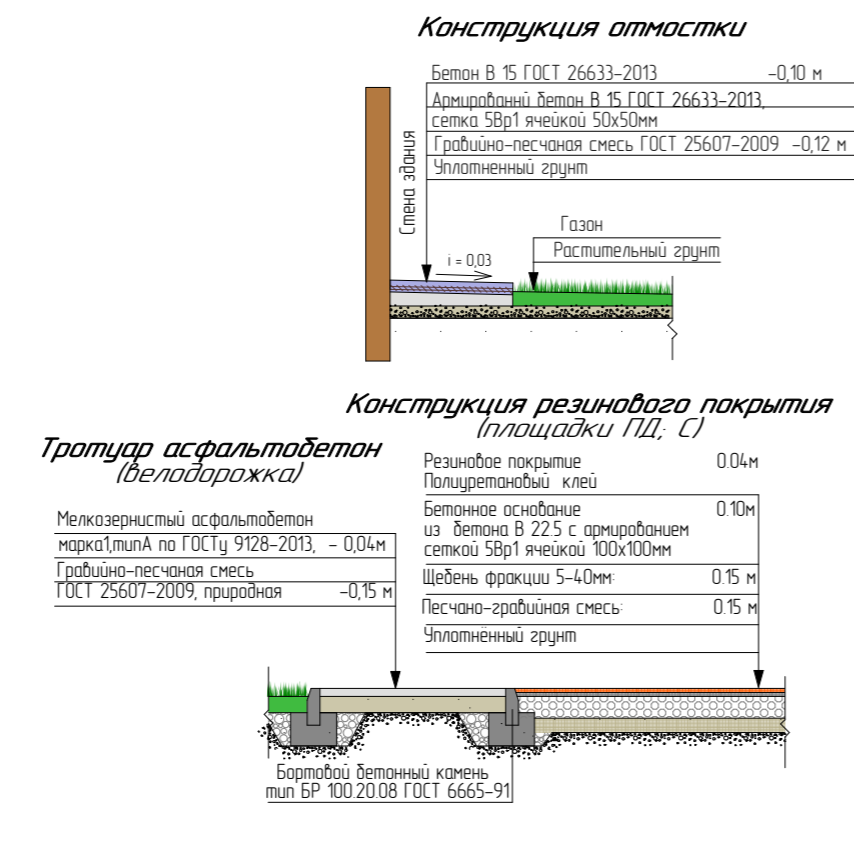 Конструкция отмостки
Бетон В 15 ГОСТ 26633-2013 -0,10 м
Армированнй бетон В 15 ГОСТ 26633-2013,
сетка 5Вр1 ячейкой 50х50мм
Гравийно-песчаная смесь ГОСТ 25607-2009 -0,12 м
Уплотненный грунт
Стена здания
Газон
Растительный грунт
i = 0,03
Конструкция резинового покрытия
(площадки ПД; С)
Резиновое покрытие 0.04м
Полиуретановый клей
Бетонное основание 0.10м
из бетона В 22.5 с армированием
сеткой 5Вр1 ячейкой 100х100мм
Щебень фракции 5-40мм: 0.15 м
Песчано-гравийная смесь: 0.15 м
Уплотнённый грунт
Тротуар асфальтобетон
(велодорожка)
Мелкозернистый асфальтобетон
марка1,типА по ГОСТу 9128-2013, - 0,04м
Гравийно-песчаная смесь
ГОСТ 25607-2009, природная -0,15 м
Бортовой бетонный камень
тип БР 100.20.08 ГОСТ 6665-91